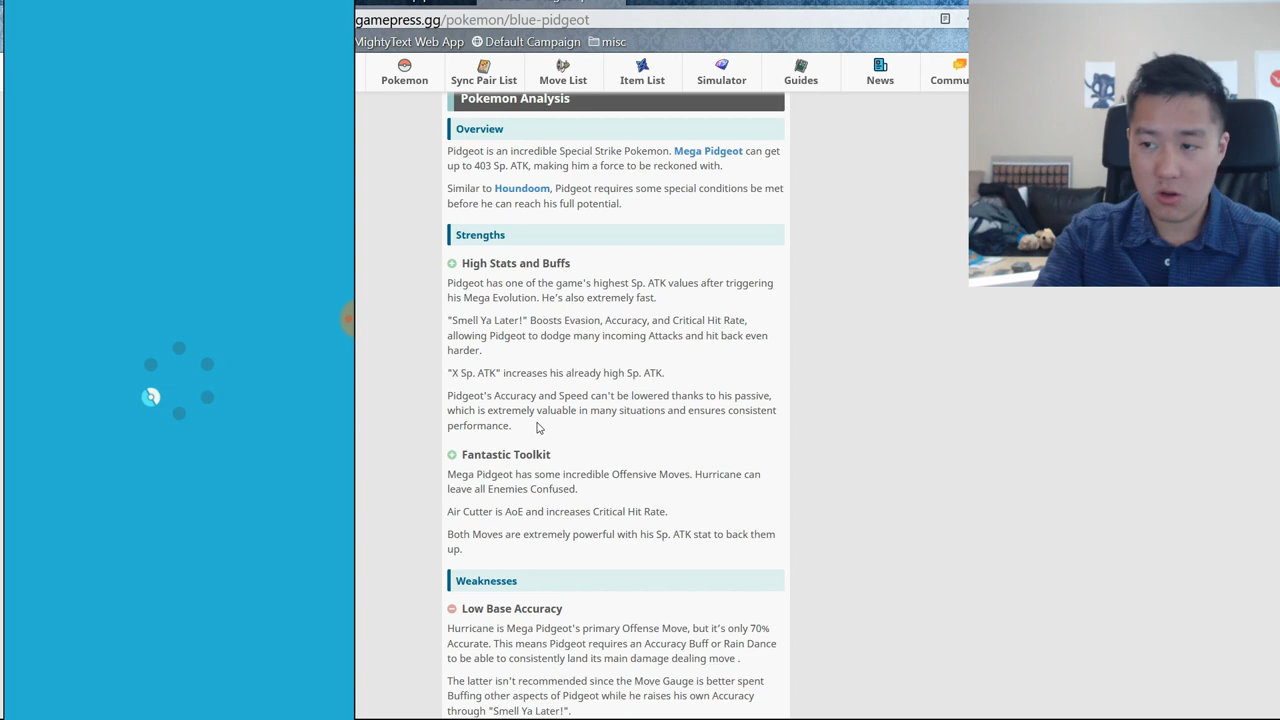 gamepress.gg/pokemon/blue-pidgeot
MightyText Web App Default Campaign misc
Pokemon Sync Pair List Move List Item List Simulator Guides News Commu
Pokemon Analysis
Overview
Pidgeot is an incredible Special Strike Pokemon. Mega Pidgeot can get
up to 403 Sp. ATK, making him a force to be reckoned with.
Similar to Houndoom, Pidgeot requires some special conditions be met
before he can reach his full potential.
Strengths
High Stats and Buffs
Pidgeot has one of the game's highest Sp. ATK values after triggering
his Mega Evolution. He's also extremely fast.
"Smell Ya Later!" Boosts Evasion, Accuracy, and Critical Hit Rate,
allowing Pidgeot to dodge many incoming Attacks and hit back even
harder.
"X Sp. ATK" increases his already high Sp. ATK.
Pidgeot's Accuracy and Speed can't be lowered thanks to his passive,
which is extremely valuable in many situations and ensures consistent
performance.
Fantastic Toolkit
Mega Pidgeot has some incredible Offensive Moves. Hurricane can
leave all Enemies Confused.
Air Cutter is AoE and increases Critical Hit Rate.
Both Moves are extremely powerful with his Sp. ATK stat to back them
up.
Weaknesses
Low Base Accuracy
Hurricane is Mega Pidgeot's primary Offense Move, but it's only 70%
Accurate. This means Pidgeot requires an Accuracy Buff or Rain Dance
to be able to consistently land its main damage dealing move .
The latter isn't recommended since the Move Gauge is better spent
Buffing other aspects of Pidgeot while he raises his own Accuracy
through "Smell Ya Later!".